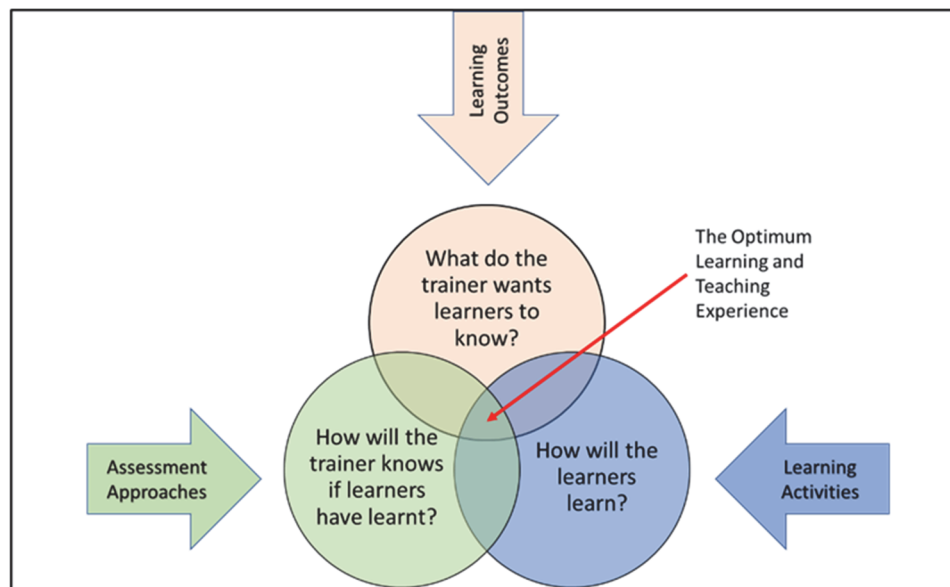 Learning
Outcomes
What do the
trainer wants
learners to
know?
The Optimum
Learning and
Teaching
Experience
Assessment
Approaches
How will the
trainer knows
if learners
have learnt?
How will the
learners
learn?
Learning
Activities